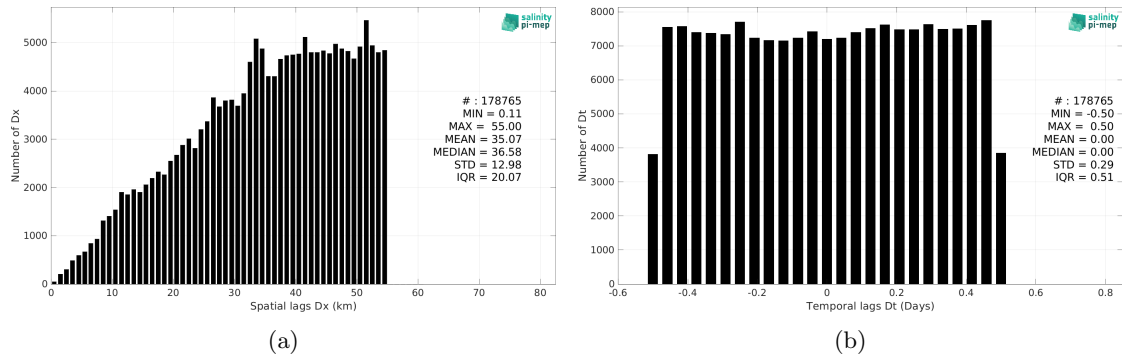 salinity
pi-mep
5000
4000
3000
2000
1000
0
Number of Dx
# : 178765
MIN = 0.11
MAX = 55.00
MEAN = 35.07
MEDIAN = 36.58
STD = 12.98
IQR = 20.07
0 10 20 30 40 50 60 70 80
Spatial lags Dx (km)
(a)
salinity
pi-mep
8000
7000
6000
5000
4000
3000
2000
1000
0
Number of Dt
# : 178765
MIN = -0.50
MAX = 0.50
MEAN = 0.00
MEDIAN = 0.00
STD = 0.29
IQR = 0.51
-0.6 -0.4 -0.2 0 0.2 0.4 0.6 0.8
Temporal lags Dt (Days)
(b)